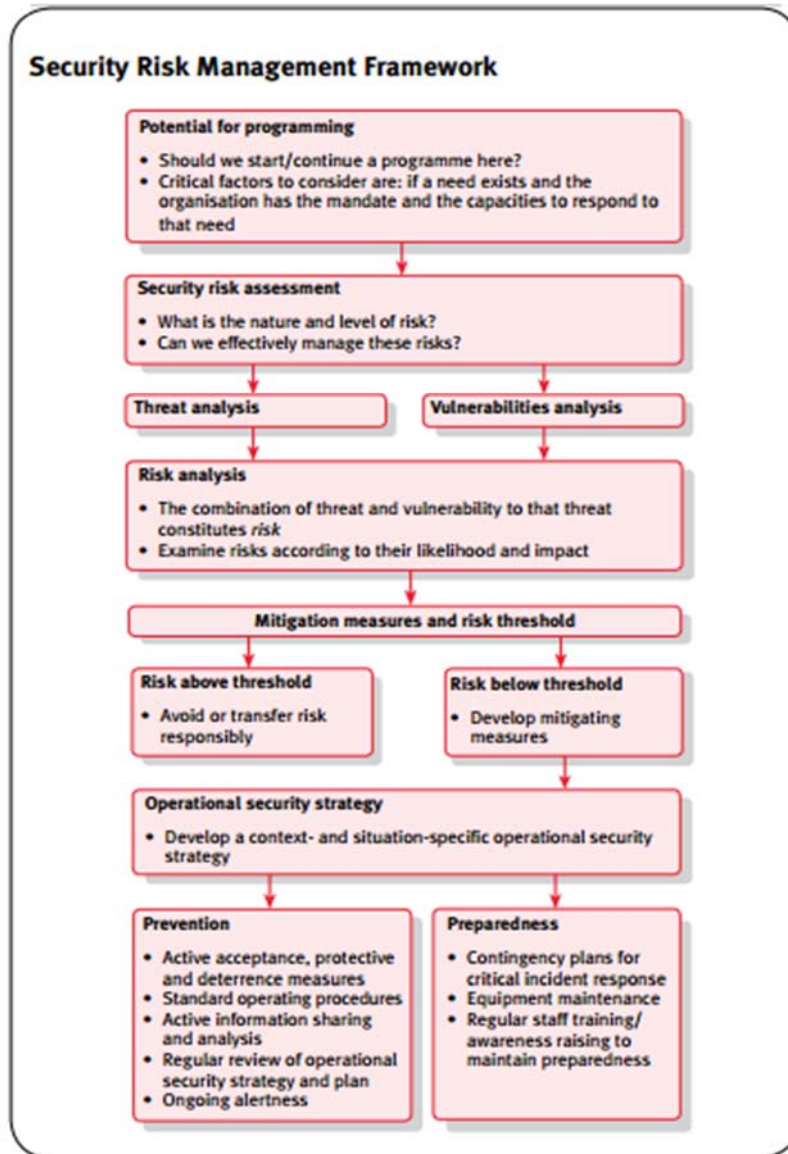 Security Risk Management Framework
Potential for programming
• Should we start/continue a programme here?
• Critical factors to consider are: if a need exists and the
organisation has the mandate and the capacities to respond to
that need
Security risk assessment
• What is the nature and level of risk?
• Can we effectively manage these risks?
Threat analysis
Vulnerabilities analysis
Risk analysis
• The combination of threat and vulnerability to that threat
constitutes risk
• Examine risks according to their likelihood and impact
Mitigation measures and risk threshold
Risk above threshold
• Avoid or transfer risk
responsibly
Risk below threshold
• Develop mitigating
measures
Operational security strategy
• Develop a context- and situation-specific operational security
strategy
Prevention
• Active acceptance, protective
and deterrence measures
• Standard operating procedures
• Active information sharing
and analysis
• Regular review of operational
security strategy and plan
• Ongoing alertness
Preparedness
• Contingency plans for
critical incident response
• Equipment maintenance
• Regular staff training/
awareness raising to
maintain preparedness